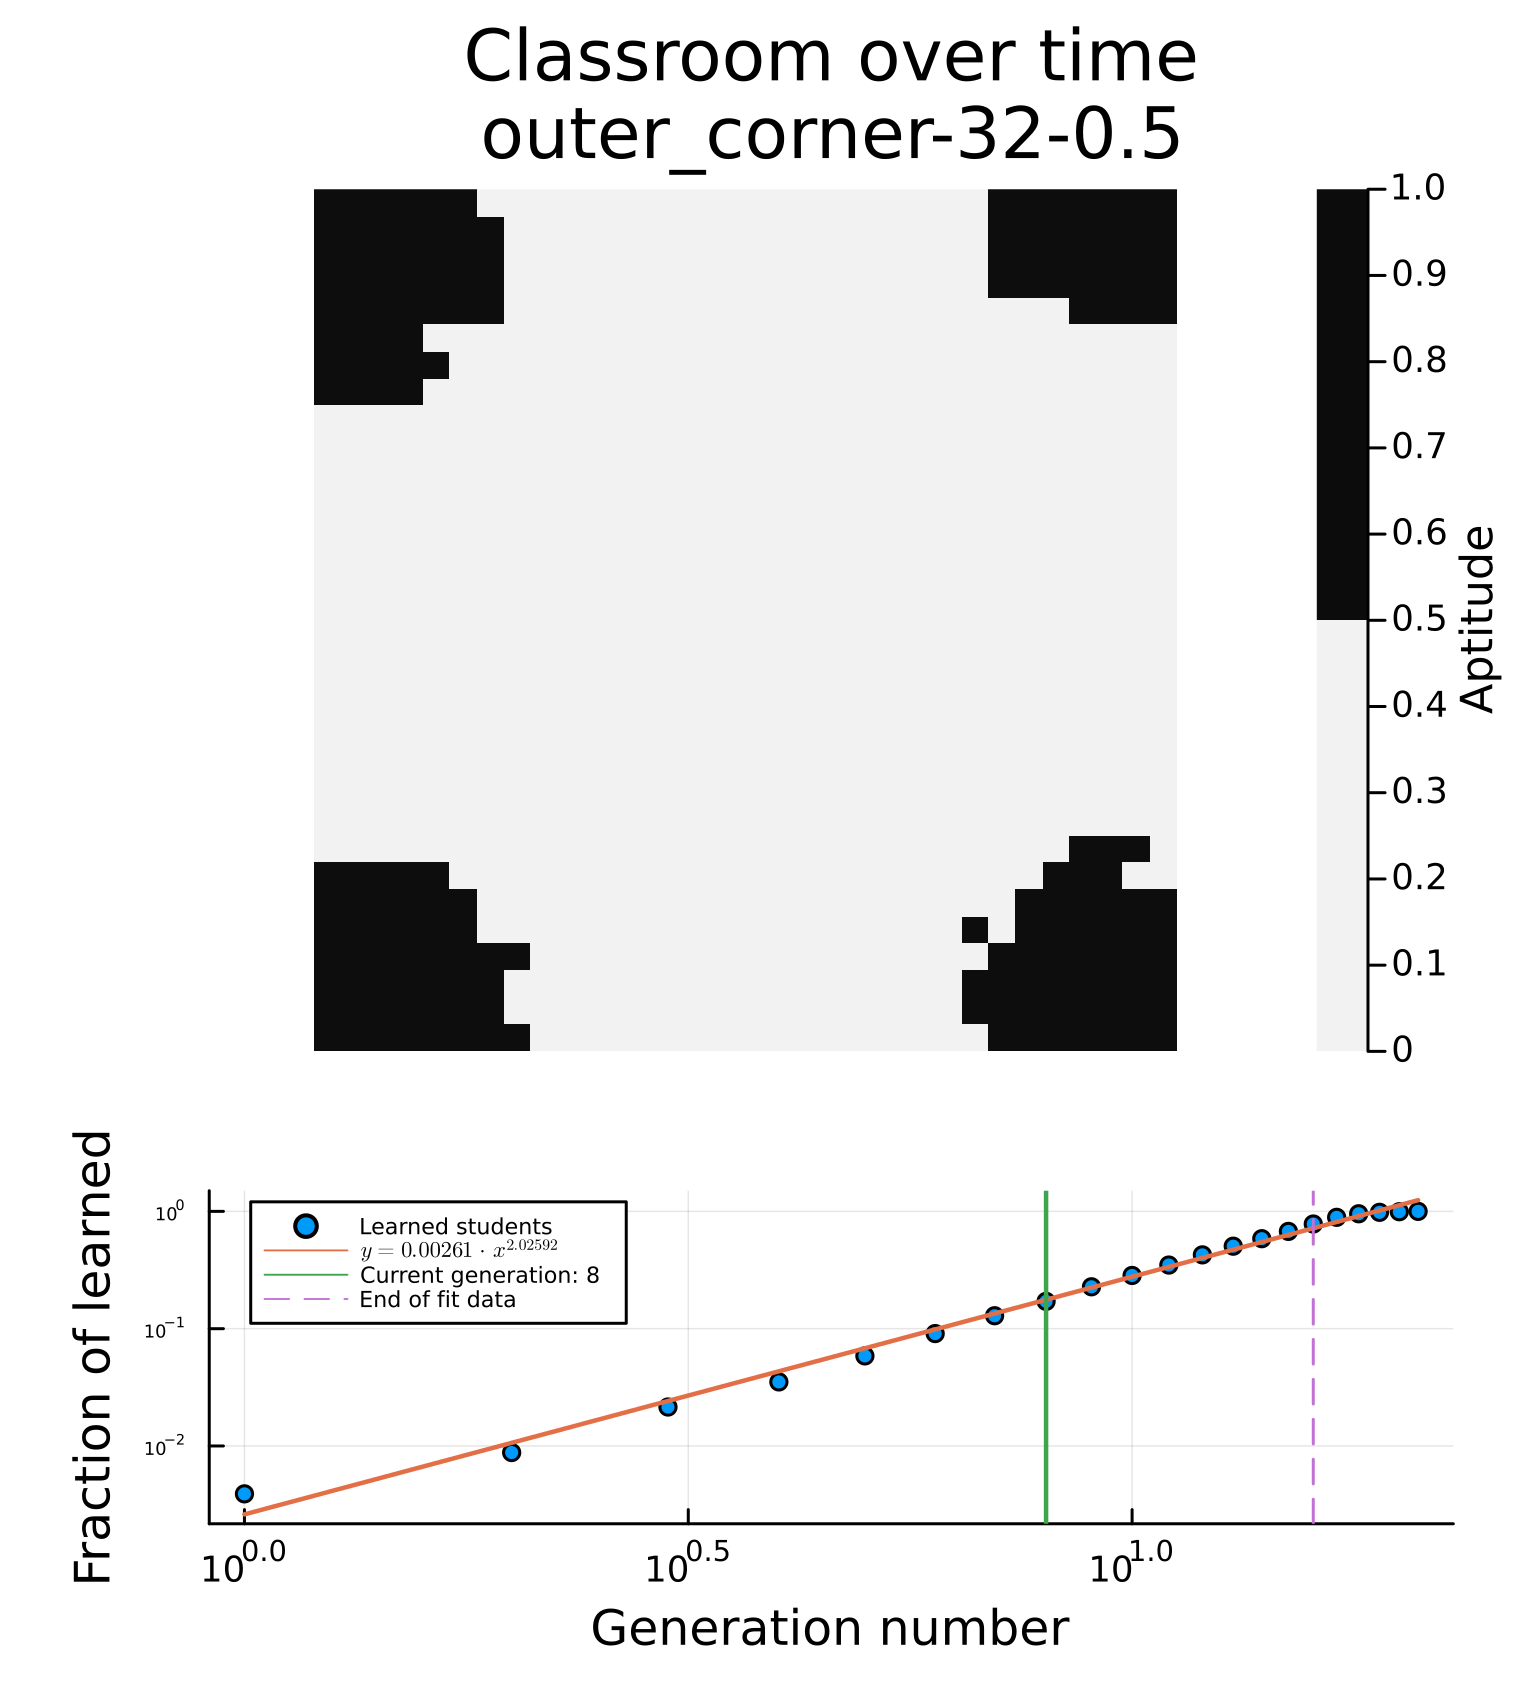 Classroom over time
outer_corner-32-0.5
1.0
0.9
0.8
0.7
0.6
0.5
0.4
0.3
0.2
0.1
0
Aptitude
Fraction of learned
10⁰
10⁻¹
10⁻²
Learned students
y = 0.00261 · x^2.02592
Current generation: 8
End of fit data
10^0.0 10^0.5 10^1.0
Generation number